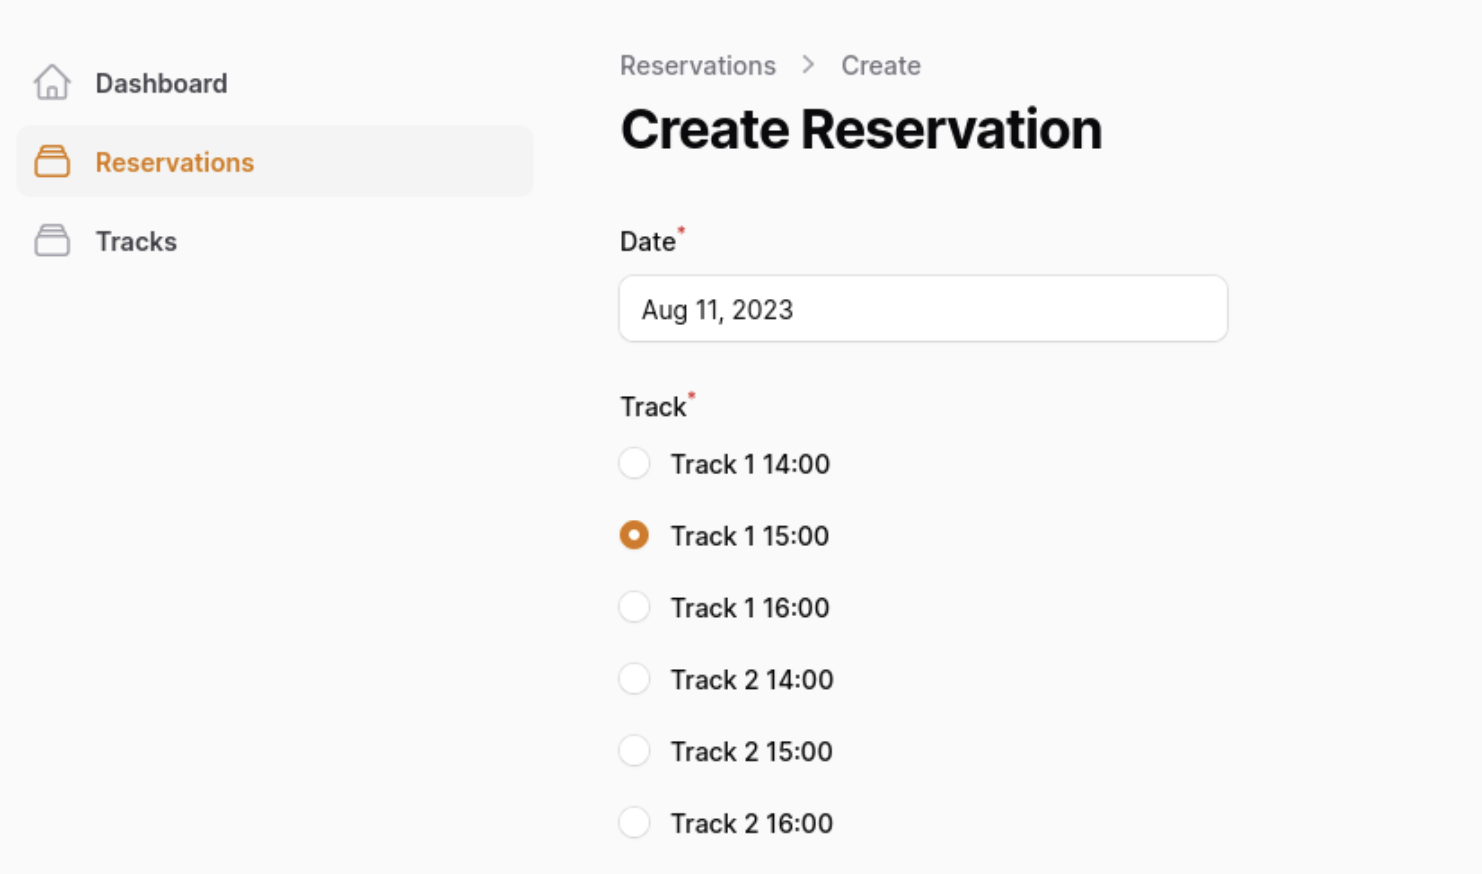 Dashboard
Reservations
Tracks
Reservations > Create
Create Reservation
Date*
Aug 11, 2023
Track*
Track 1 14:00
Track 1 15:00
Track 1 16:00
Track 2 14:00
Track 2 15:00
Track 2 16:00